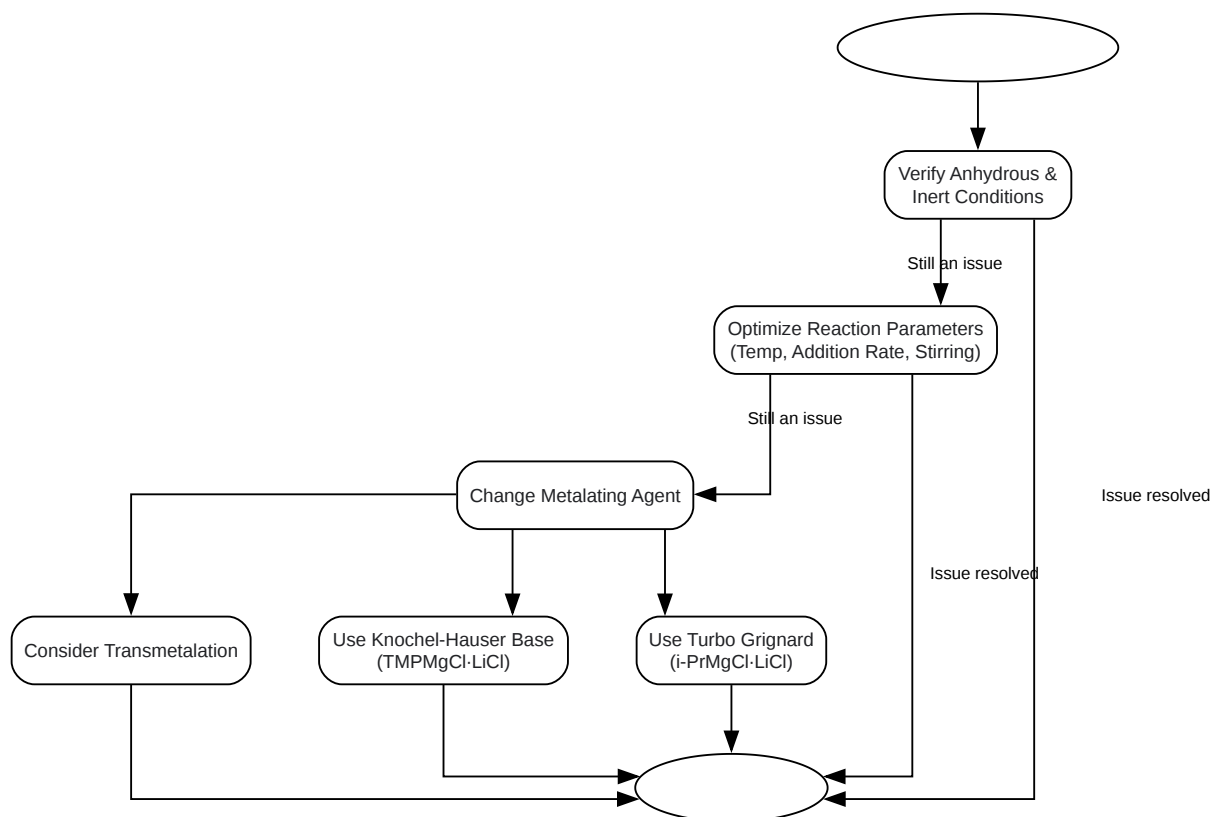 Verify Anhydrous &
Inert Conditions
Still an issue
Optimize Reaction Parameters
(Temp, Addition Rate, Stirring)
Still an issue
Change Metalating Agent
Issue resolved
Issue resolved
Consider Transmetalation
Use Knochel-Hauser Base
(TMPMgCl·LiCl)
Use Turbo Grignard
(i-PrMgCl·LiCl)